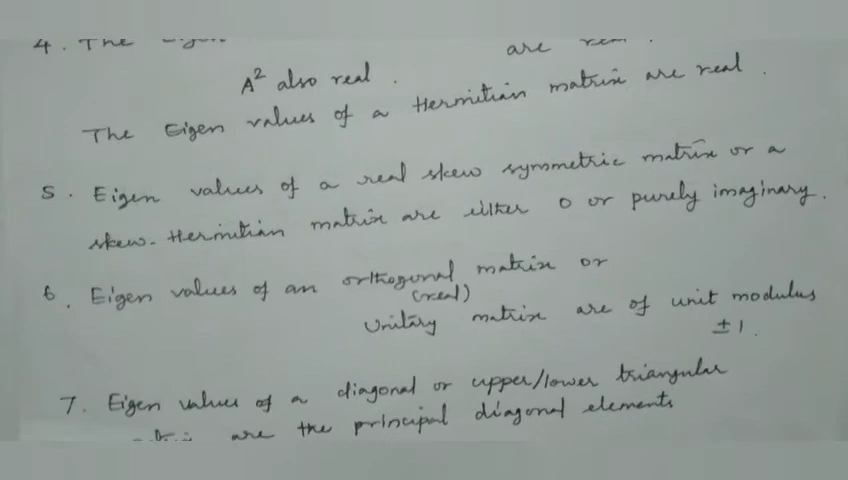 4. The Eigen are real.
A² also real.
The Eigen values of a Hermitian matrix are real.
5. Eigen values of a real skew symmetric matrix or a
skew-Hermitian matrix are either 0 or purely imaginary.
6. Eigen values of an orthogonal matrix or
(real)
Unitary matrix are of unit modulus
±1.
7. Eigen values of a diagonal or upper/lower triangular
are the principal diagonal elements